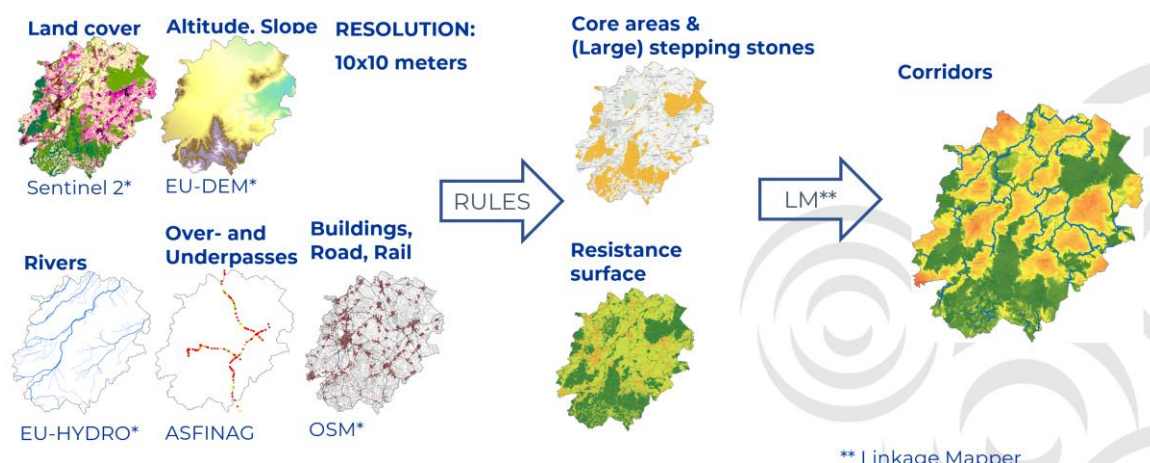 Land cover
Altitude, Slope
RESOLUTION:
10x10 meters
Sentinel 2*
EU-DEM*
Rivers
Over- and
Underpasses
Buildings,
Road, Rail
EU-HYDRO*
ASFINAG
OSM*
RULES
Core areas &
(Large) stepping stones
Resistance
surface
LM**
Corridors
** Linkage Mapper